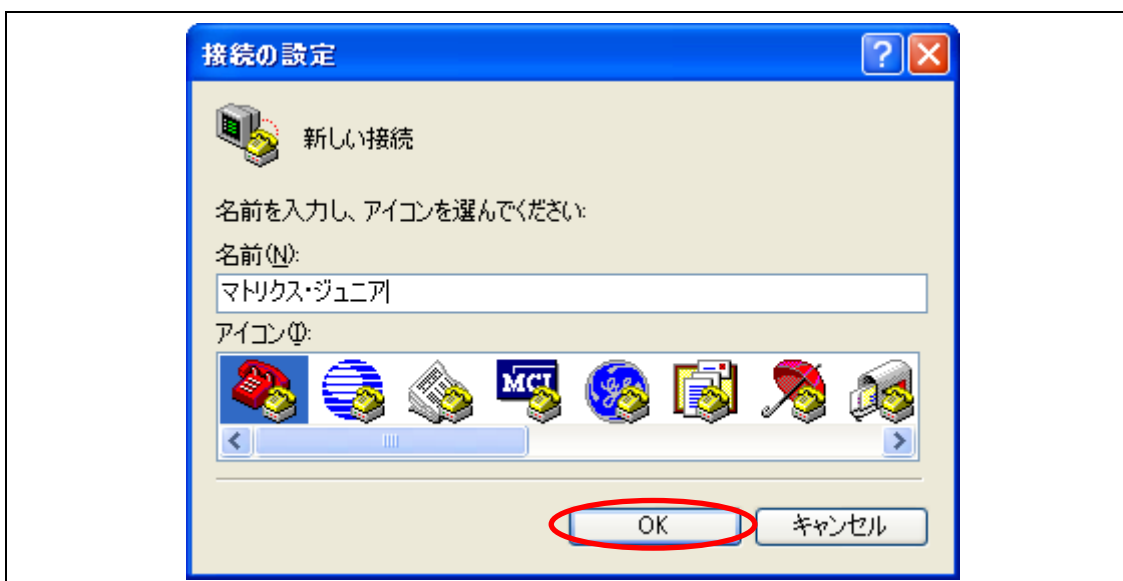 接続の設定
新しい接続
名前を入力し、アイコンを選んでください:
名前(N):
マトリクス・ジュニア
アイコン(I):
MCI
OK キャンセル